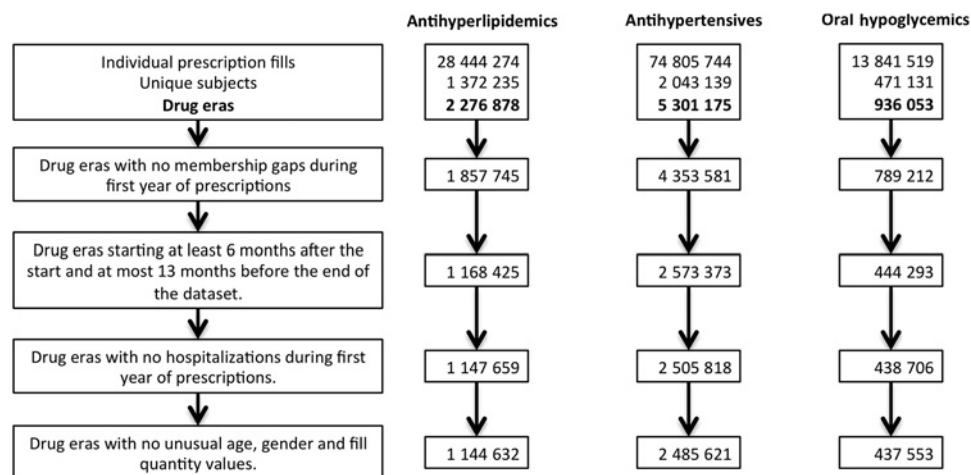 Antihyperlipidemics Antihypertensives Oral hypoglycemics
Individual prescription fills 28 444 274 74 805 744 13 841 519
Unique subjects 1 372 235 2 043 139 471 131
Drug eras 2 276 878 5 301 175 936 053
Drug eras with no membership gaps during
first year of prescriptions
1 857 745 4 353 581 789 212
Drug eras starting at least 6 months after the
start and at most 13 months before the end of
the dataset.
1 168 425 2 573 373 444 293
Drug eras with no hospitalizations during first
year of prescriptions.
1 147 659 2 505 818 438 706
Drug eras with no unusual age, gender and fill
quantity values.
1 144 632 2 485 621 437 553